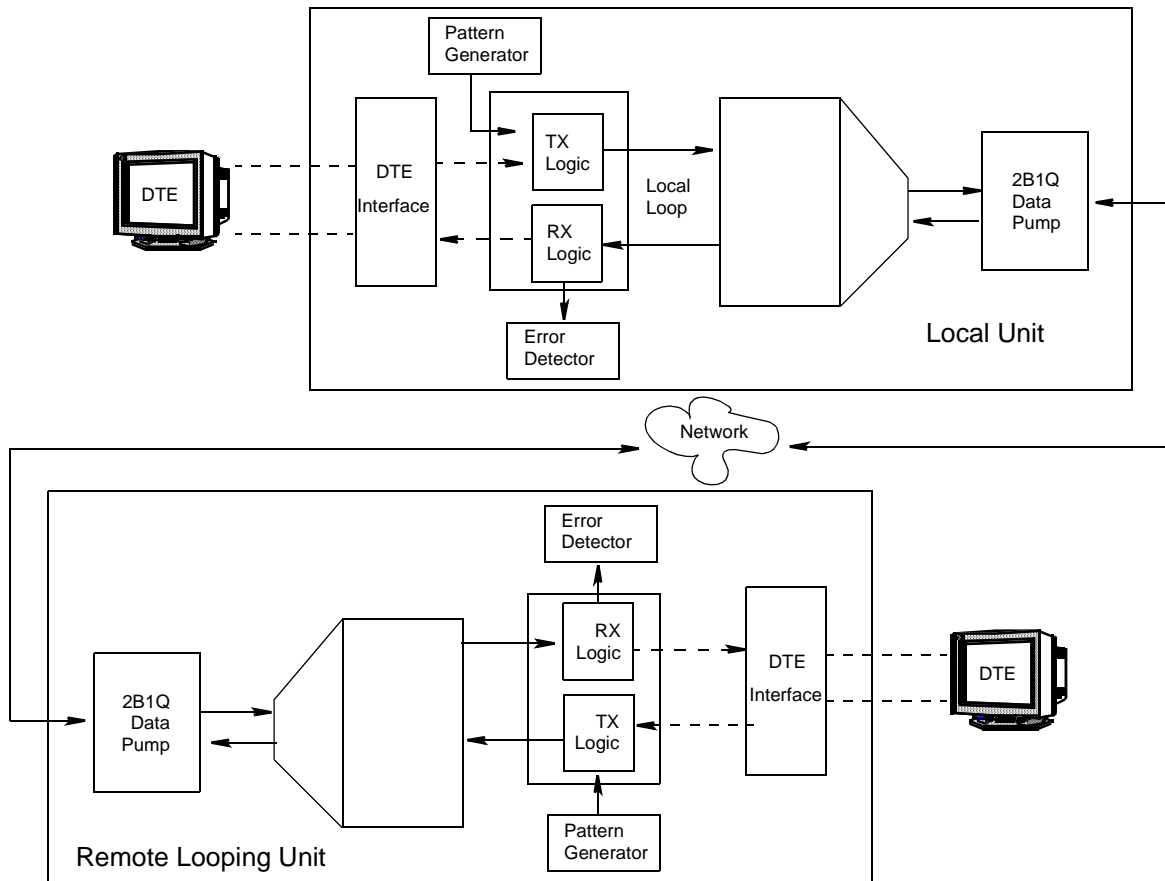 Pattern
Generator
DTE
DTE
Interface
TX
Logic
RX
Logic
Local
Loop
2B1Q
Data
Pump
Error
Detector
Local Unit
Network
Error
Detector
RX
Logic
TX
Logic
DTE
Interface
DTE
2B1Q
Data
Pump
Pattern
Generator
Remote Looping Unit